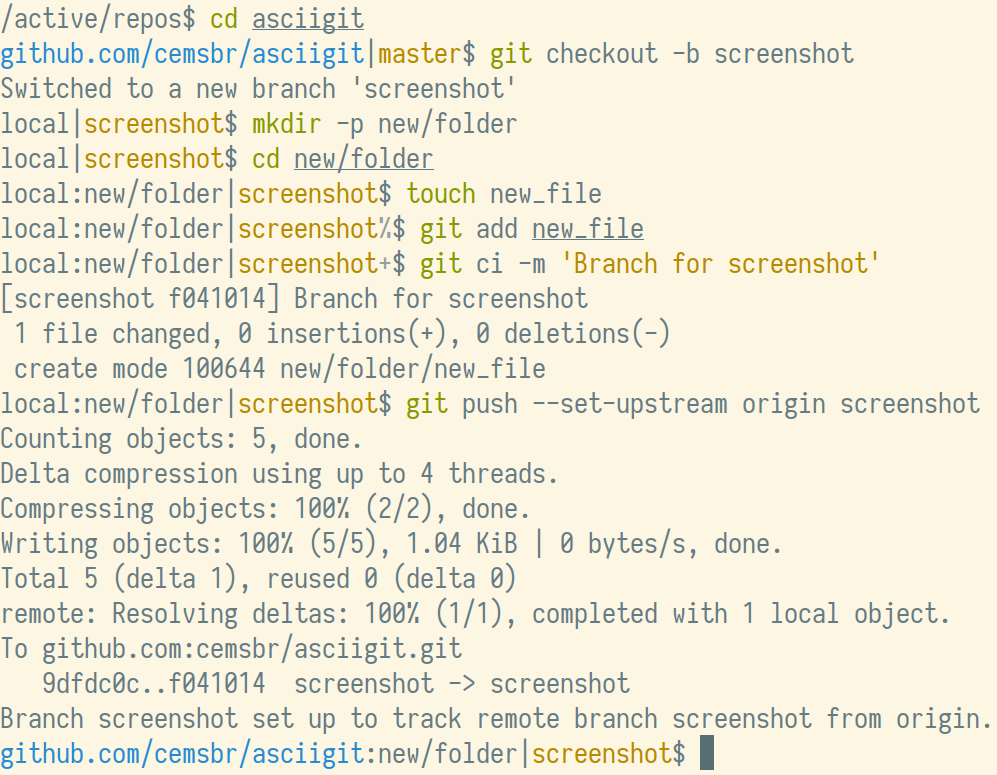 /active/repos$ cd asciigit
github.com/cemsbr/asciigit|master$ git checkout -b screenshot
Switched to a new branch 'screenshot'
local|screenshot$ mkdir -p new/folder
local|screenshot$ cd new/folder
local:new/folder|screenshot$ touch new_file
local:new/folder|screenshot%$ git add new_file
local:new/folder|screenshot+$ git ci -m 'Branch for screenshot'
[screenshot f041014] Branch for screenshot
 1 file changed, 0 insertions(+), 0 deletions(-)
 create mode 100644 new/folder/new_file
local:new/folder|screenshot$ git push --set-upstream origin screenshot
Counting objects: 5, done.
Delta compression using up to 4 threads.
Compressing objects: 100% (2/2), done.
Writing objects: 100% (5/5), 1.04 KiB | 0 bytes/s, done.
Total 5 (delta 1), reused 0 (delta 0)
remote: Resolving deltas: 100% (1/1), completed with 1 local object.
To github.com:cemsbr/asciigit.git
   9dfdc0c..f041014  screenshot -> screenshot
Branch screenshot set up to track remote branch screenshot from origin.
github.com/cemsbr/asciigit:new/folder|screenshot$